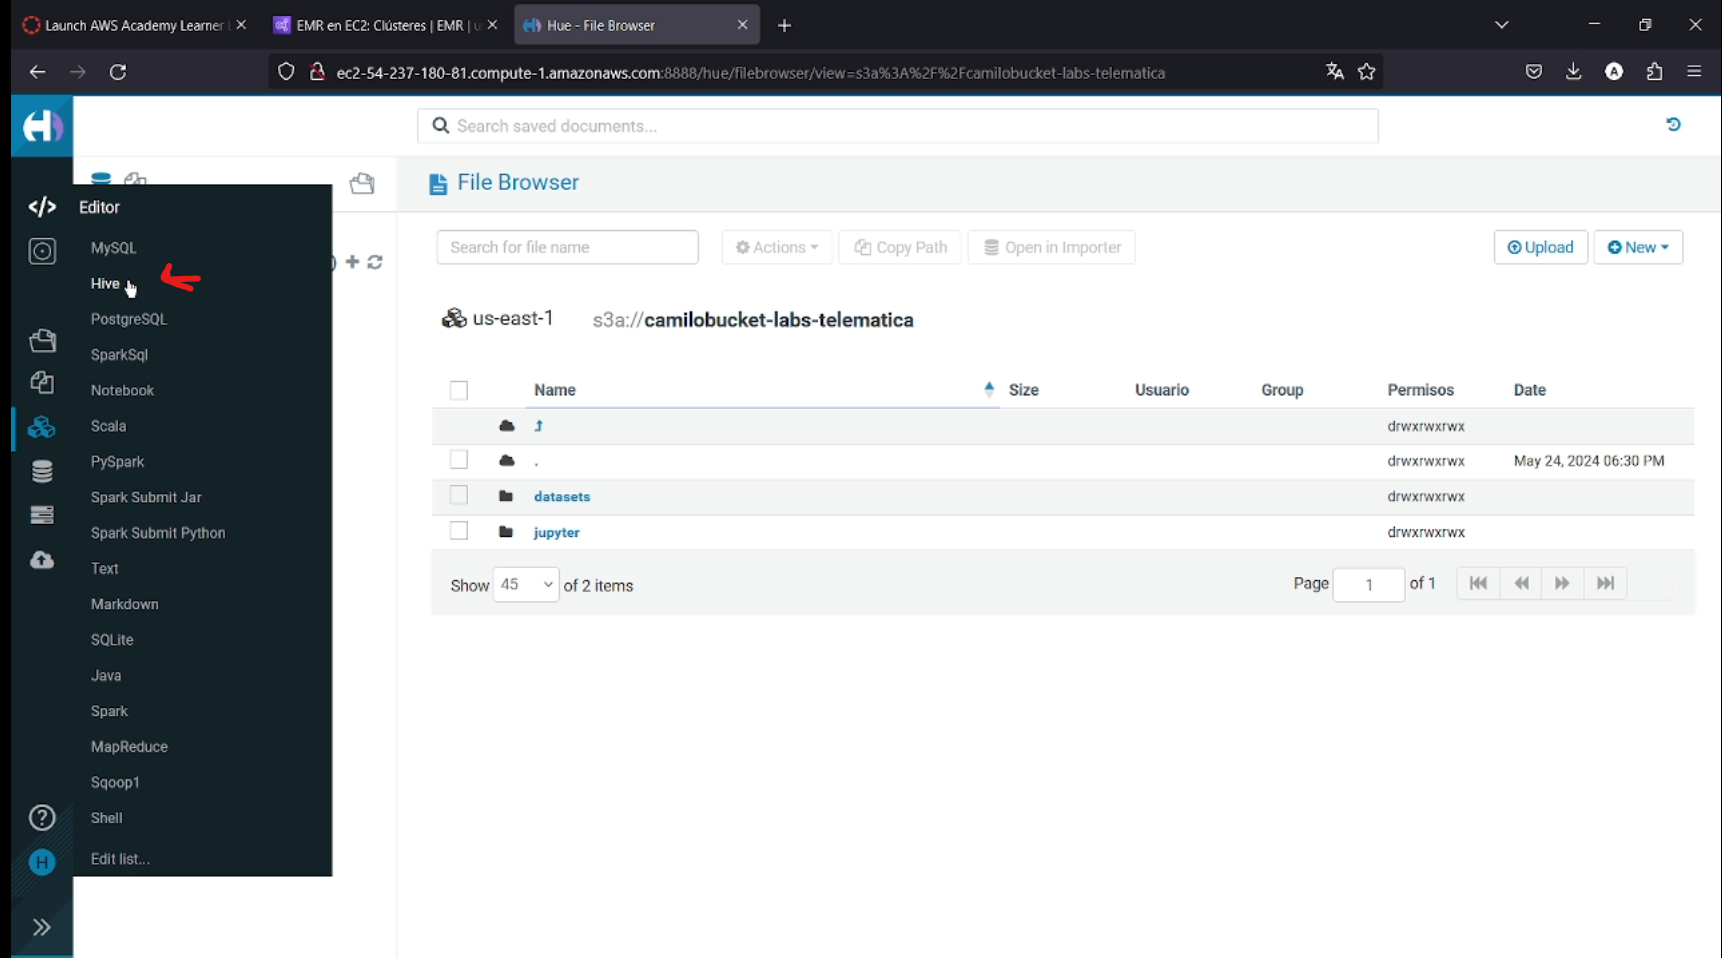 Launch AWS Academy Learner
EMR en EC2: Clústeres | EMR |
Hue - File Browser
ec2-54-237-180-81.compute-1.amazonaws.com:8888/hue/filebrowser/view=s3a%3A%2F%2Fcamilobucket-labs-telematica
A
Search saved documents...
File Browser
Editor
MySQL
Hive
PostgreSQL
SparkSql
Notebook
Scala
PySpark
Spark Submit Jar
Spark Submit Python
Text
Markdown
SQLite
Java
Spark
MapReduce
Sqoop1
Shell
Edit list...
H
Search for file name
Actions
Copy Path
Open in Importer
Upload
New
us-east-1 s3a://camilobucket-labs-telematica
Name Size Usuario Group Permisos Date
drwxrwxrwx
. drwxrwxrwx May 24, 2024 06:30 PM
datasets drwxrwxrwx
jupyter drwxrwxrwx
Show 45 of 2 items
Page 1 of 1